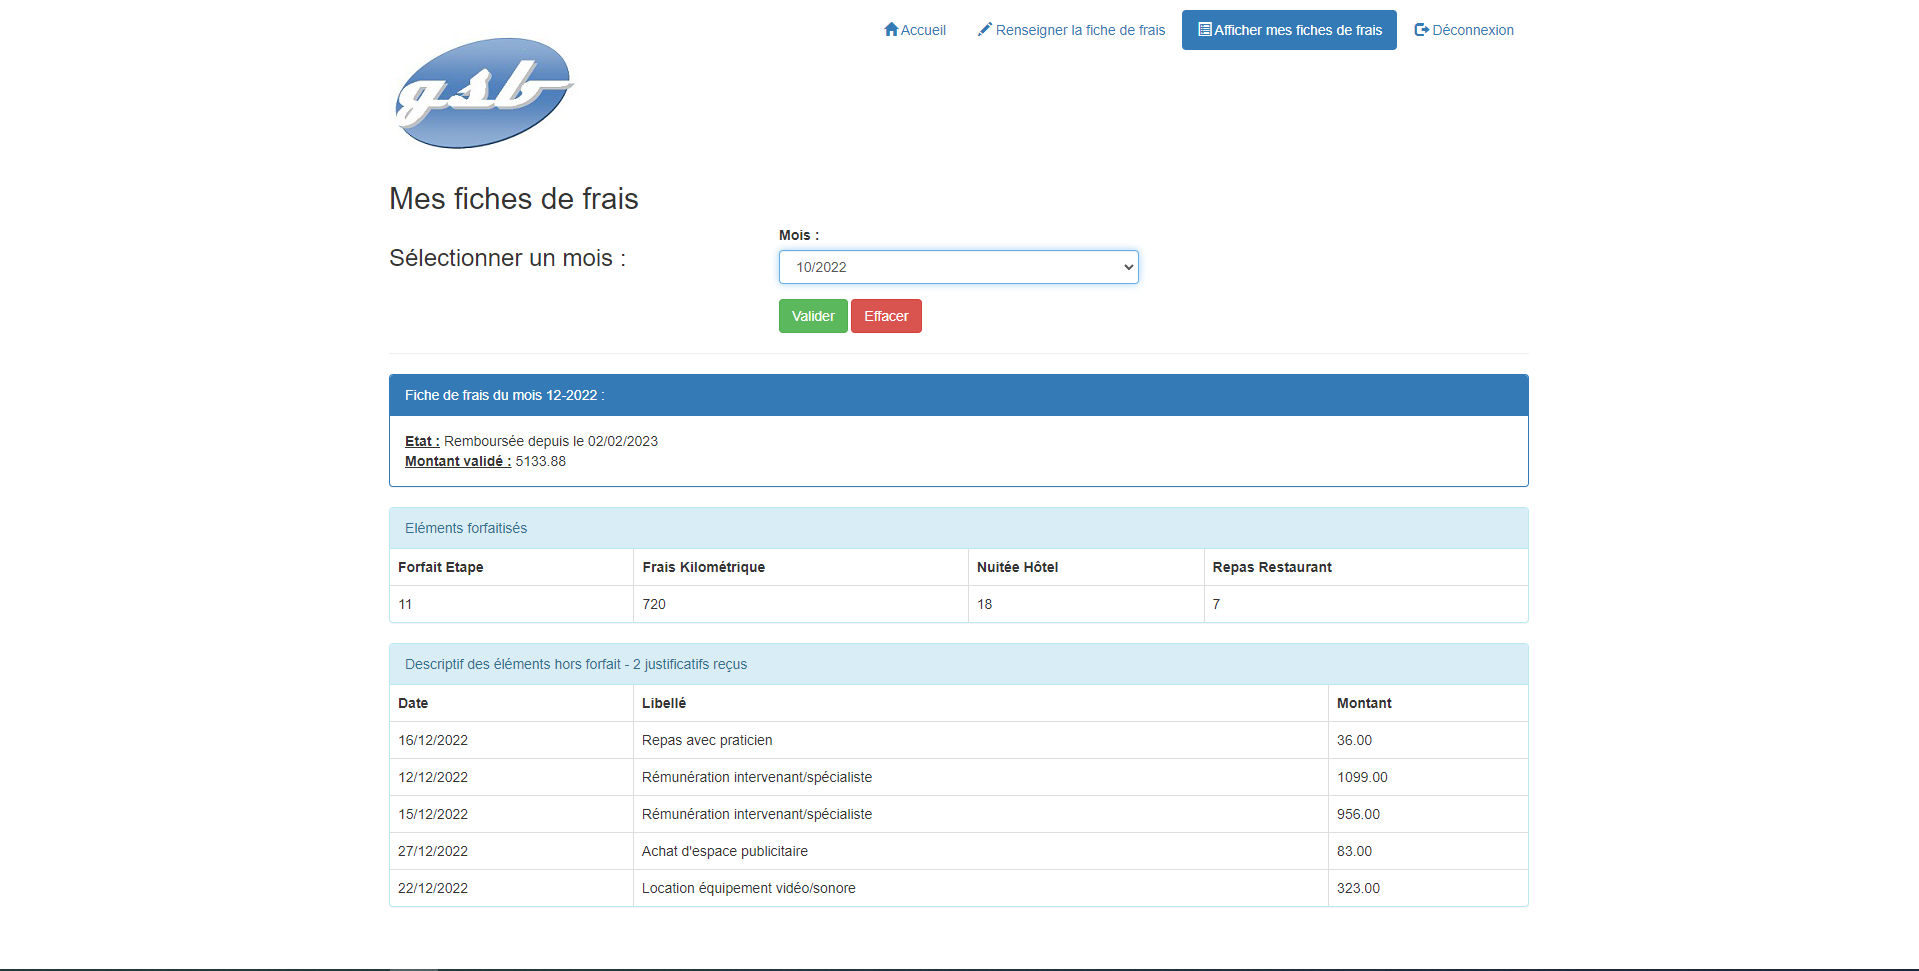 Accueil Renseigner la fiche de frais Afficher mes fiches de frais Déconnexion
gsb
Mes fiches de frais
Sélectionner un mois :
Mois :
10/2022
Valider Effacer
Fiche de frais du mois 12-2022 :
Etat : Remboursée depuis le 02/02/2023
Montant validé : 5133.88
Eléments forfaitisés
Forfait Etape Frais Kilométrique Nuitée Hôtel Repas Restaurant
11 720 18 7
Descriptif des éléments hors forfait - 2 justificatifs reçus
Date Libellé Montant
16/12/2022 Repas avec praticien 36.00
12/12/2022 Rémunération intervenant/spécialiste 1099.00
15/12/2022 Rémunération intervenant/spécialiste 956.00
27/12/2022 Achat d'espace publicitaire 83.00
22/12/2022 Location équipement vidéo/sonore 323.00